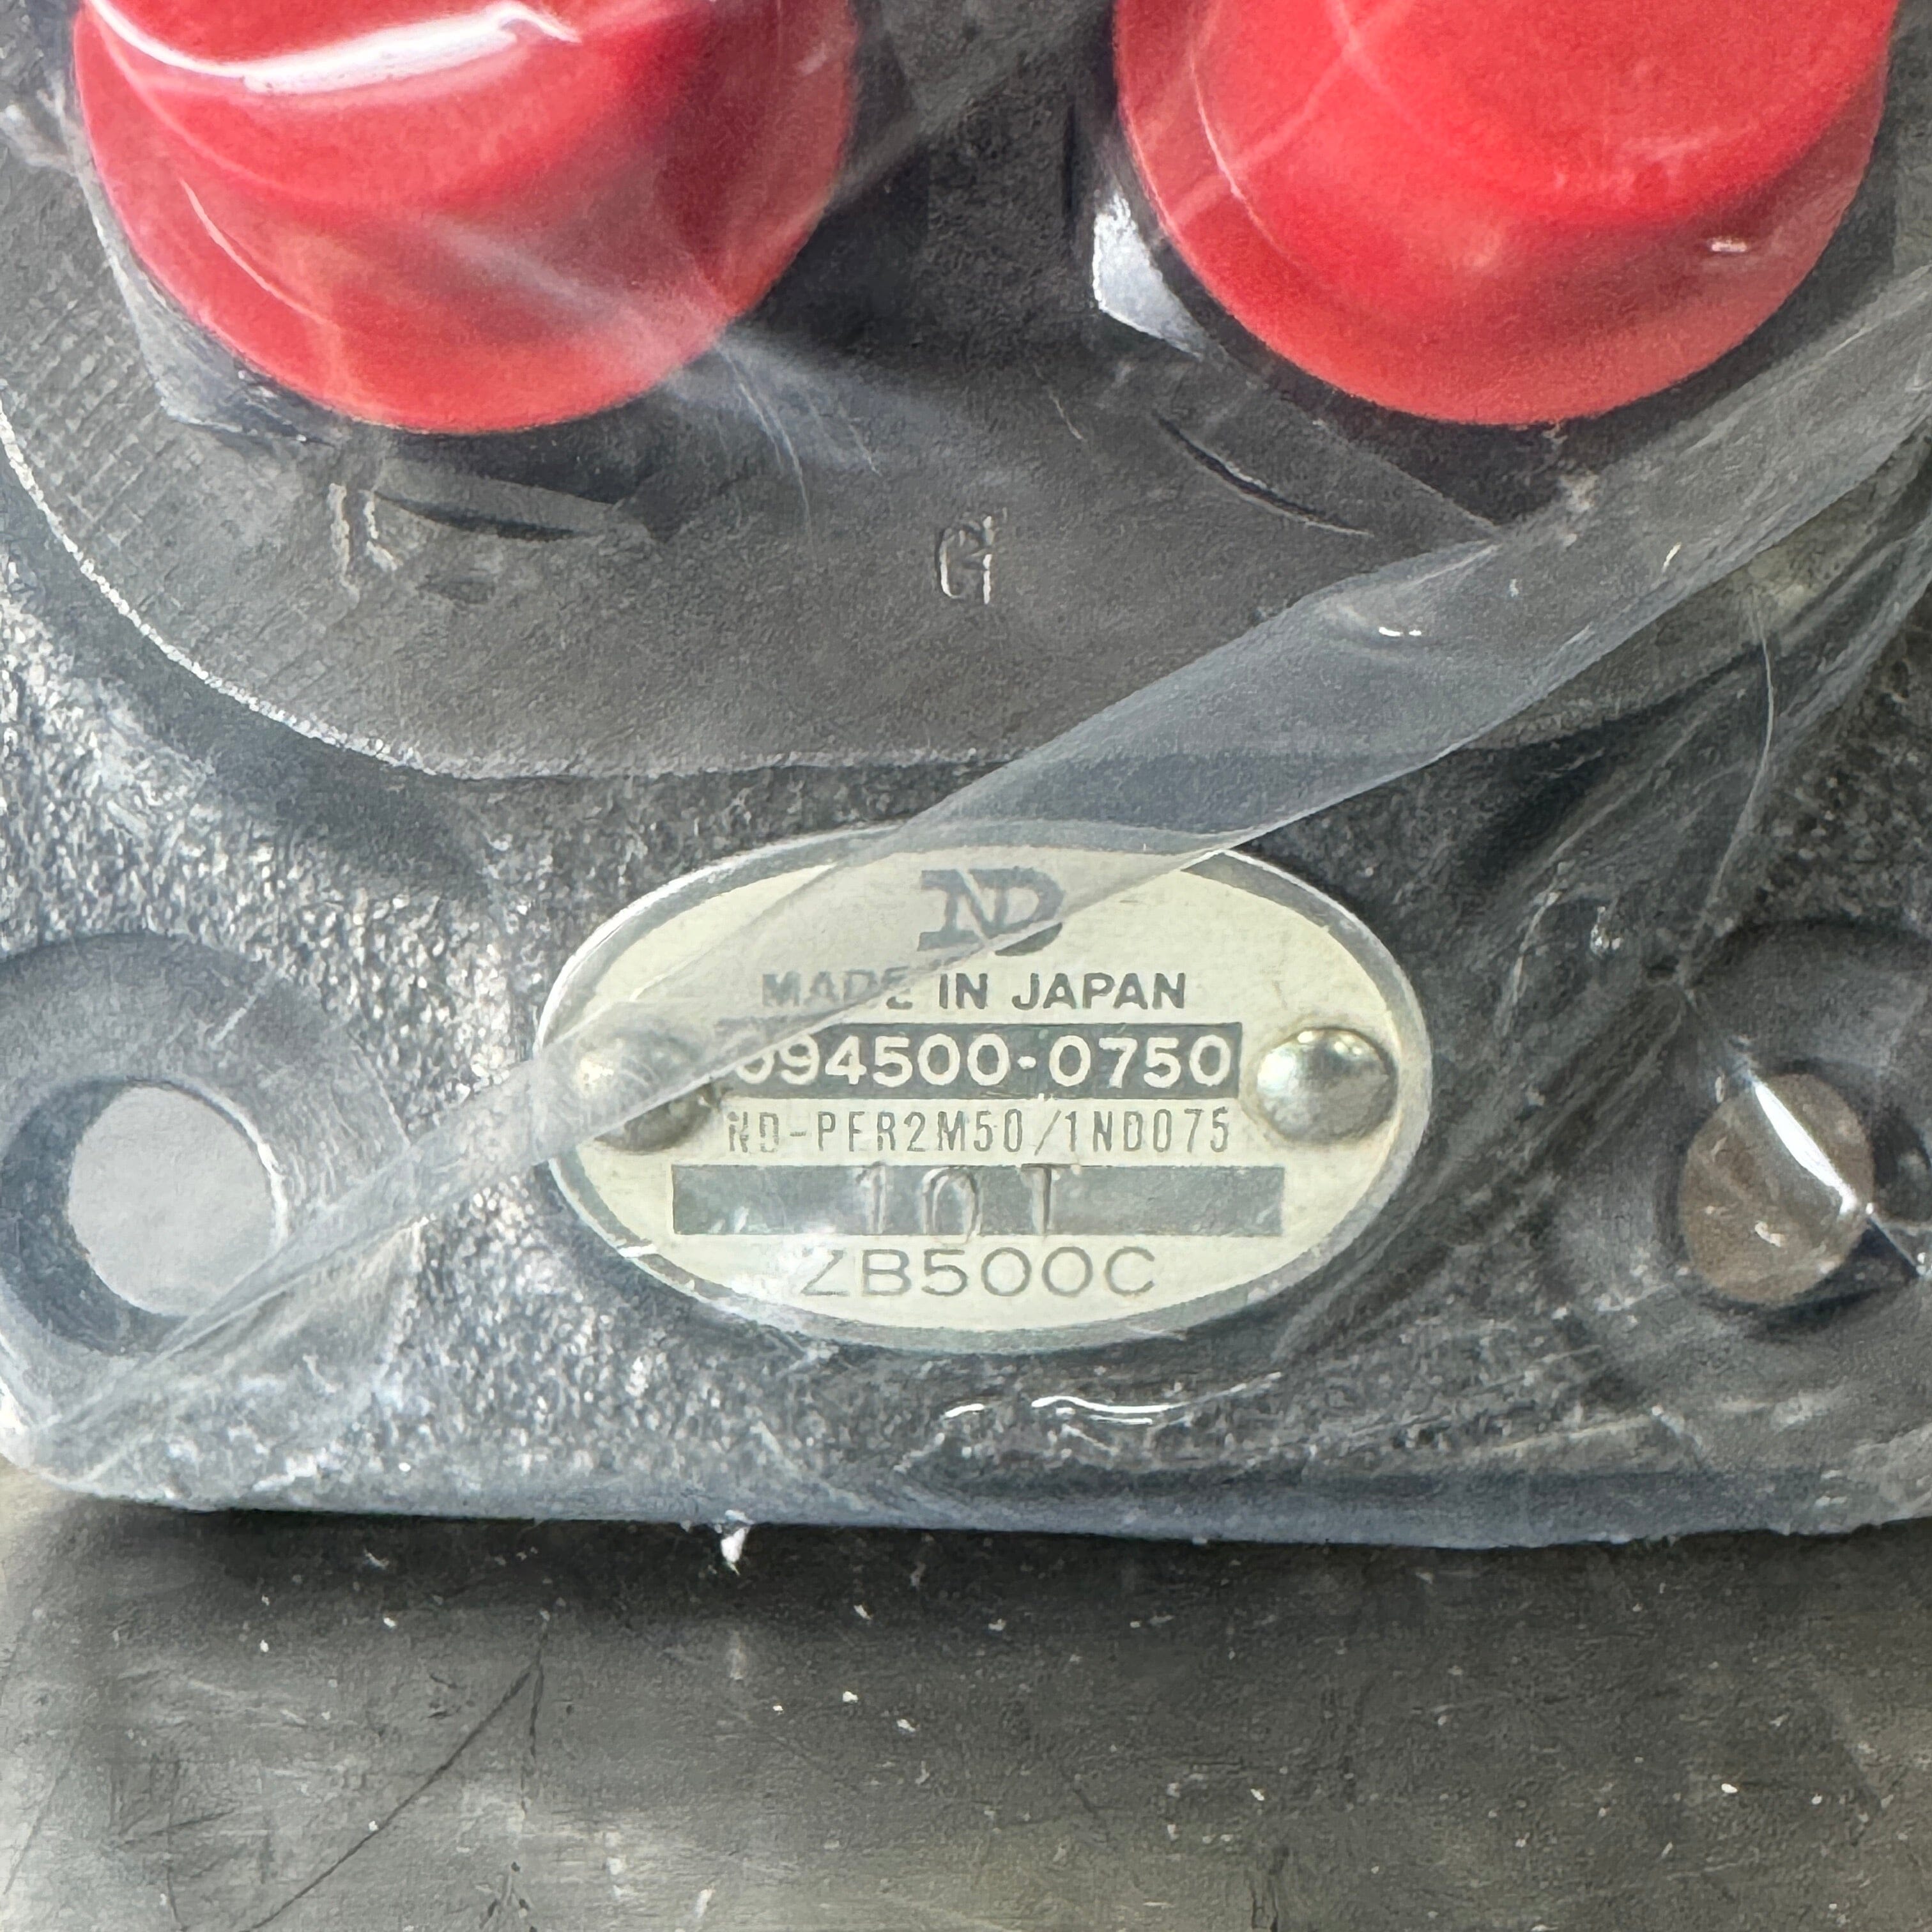 G
ND
MADE IN JAPAN
094500-0750
ND-PFR2M50/1ND075
10T
ZB500C